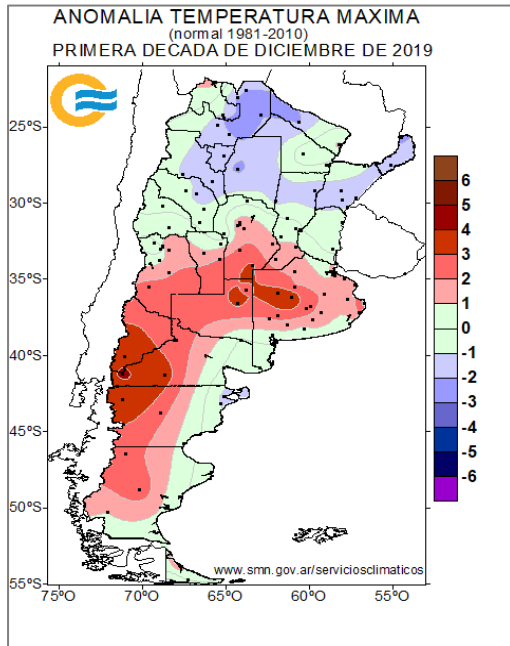 ANOMALIA TEMPERATURA MAXIMA
(normal 1981-2010)
PRIMERA DECADA DE DICIEMBRE DE 2019
25°S
30°S
35°S
40°S
45°S
50°S
55°S
75°O
70°O
65°O
60°O
55°O
6
5
4
3
2
1
0
-1
-2
-3
-4
-5
-6
www.smn.gov.ar/serviciosclimaticos